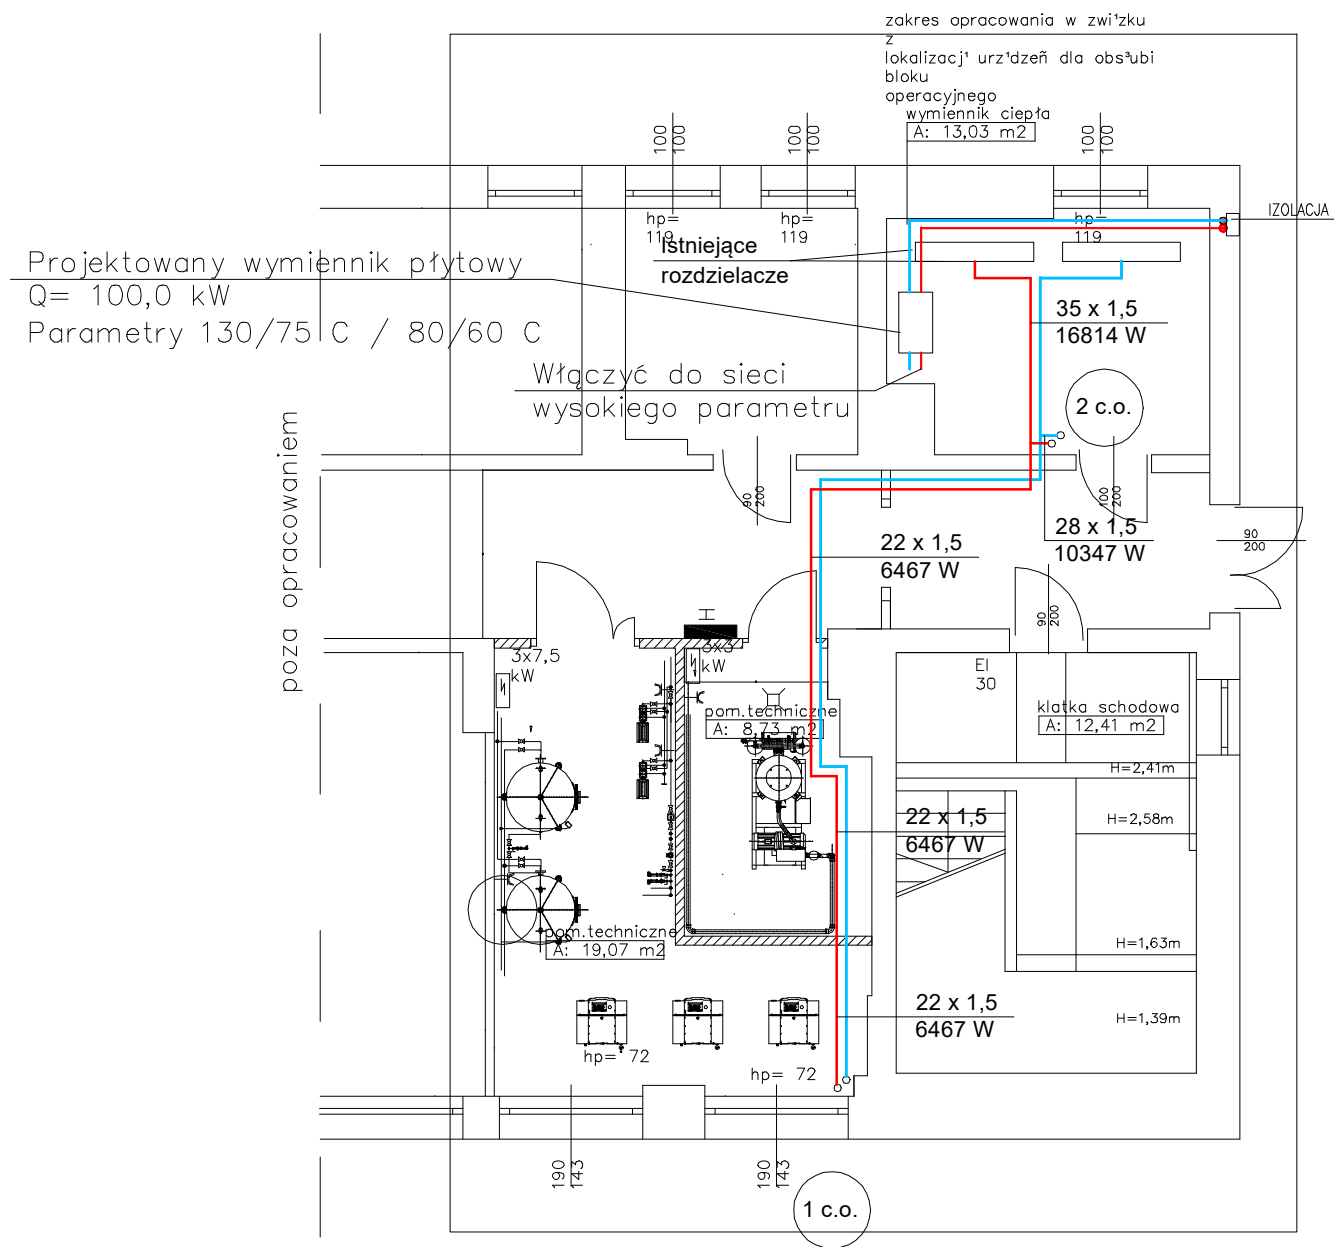 zakres opracowania w zwi¹zku
z
lokalizacj¹ urz¹dzeń dla obs³ubi
bloku
operacyjnego
wymiennik ciepła
A: 13,03 m2
100
100
100
100
100
100
hp=
119
hp=
119
hp=
119
IZOLACJA
Istniejące
rozdzielacze
Projektowany wymiennik płytowy
Q= 100,0 kW
Parametry 130/75 C / 80/60 C
35 x 1,5
16814 W
Włączyć do sieci
wysokiego parametru
2 c.o.
poza opracowaniem
90
200
100
200
28 x 1,5
10347 W
22 x 1,5
6467 W
90
200
90
200
3x7,5
kW
3x3
kW
EI
30
pom.techniczne
A: 8,73 m2
klatka schodowa
A: 12,41 m2
H=2,41m
22 x 1,5
6467 W
H=2,58m
pom.techniczne
A: 19,07 m2
H=1,63m
22 x 1,5
6467 W
H=1,39m
hp= 72
hp= 72
190
143
190
143
1 c.o.